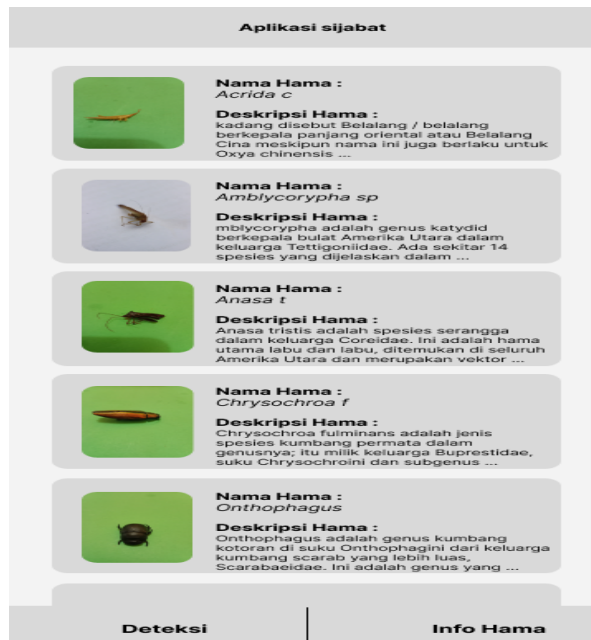 Aplikasi sijabat
Nama Hama :
Acrida c
Deskripsi Hama :
kadang disebut Belalang / belalang
berkepala panjang oriental atau Belalang
Cina meskipun nama ini juga berlaku untuk
Oxya chinensis ...
Nama Hama :
Amblycorypha sp
Deskripsi Hama :
mblycorypha adalah genus katydid
berkepala bulat Amerika Utara dalam
keluarga Tettigoniidae. Ada sekitar 14
spesies yang dijelaskan dalam ...
Nama Hama :
Anasa t
Deskripsi Hama :
Anasa tristis adalah spesies serangga
dalam keluarga Coreidae. Ini adalah hama
utama labu dan labu, ditemukan di seluruh
Amerika Utara dan merupakan vektor ...
Nama Hama :
Chrysochroa f
Deskripsi Hama :
Chrysochroa fulminans adalah jenis
spesies kumbang permata dalam
genusnya; itu milik keluarga Buprestidae,
suku Chrysochroini dan subgenus ...
Nama Hama :
Onthophagus
Deskripsi Hama :
Onthophagus adalah genus kumbang
kotoran di suku Onthophagini dari keluarga
kumbang scarab yang lebih luas,
Scarabaeidae. Ini adalah genus yang ...
Deteksi
Info Hama